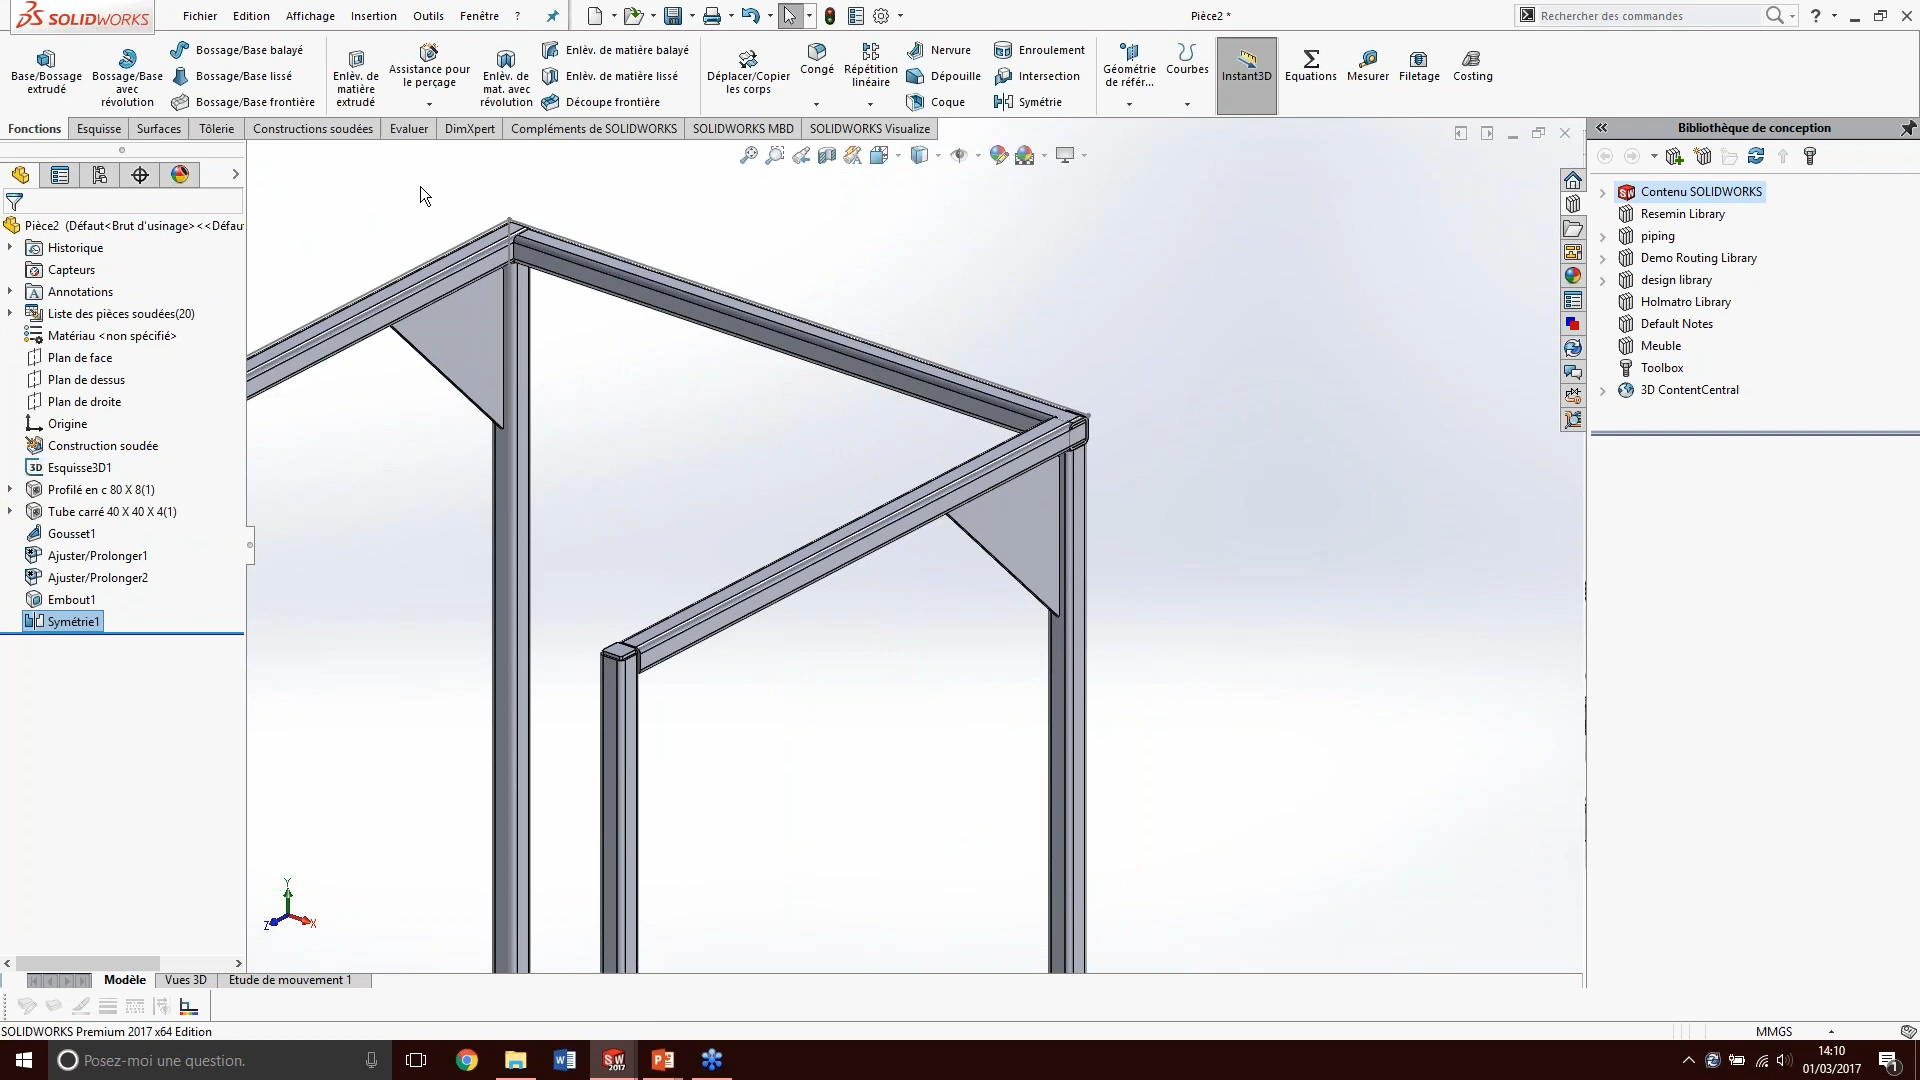 SOLIDWORKS
Fichier Edition Affichage Insertion Outils Fenêtre ?
Pièce2 *
Rechercher des commandes
Base/Bossage extrudé
Bossage/Base avec révolution
Bossage/Base balayé
Bossage/Base lissé
Bossage/Base frontière
Enlèv. de matière extrudé
Assistance pour le perçage
Enlèv. de mat. avec révolution
Enlèv. de matière balayé
Enlèv. de matière lissé
Découpe frontière
Déplacer/Copier les corps
Congé
Répétition linéaire
Nervure
Dépouille
Coque
Enroulement
Intersection
Symétrie
Géométrie de référ...
Courbes
Instant3D
Equations
Mesurer
Filetage
Costing
Fonctions Esquisse Surfaces Tôlerie Constructions soudées Evaluer DimXpert Compléments de SOLIDWORKS SOLIDWORKS MBD SOLIDWORKS Visualize
Pièce2 (Défaut<Brut d'usinage><<Défau
Historique
Capteurs
Annotations
Liste des pièces soudées(20)
Matériau <non spécifié>
Plan de face
Plan de dessus
Plan de droite
Origine
Construction soudée
3D Esquisse3D1
Profilé en c 80 X 8(1)
Tube carré 40 X 40 X 4(1)
Gousset1
Ajuster/Prolonger1
Ajuster/Prolonger2
Embout1
Symétrie1
Y
Z
X
Bibliothèque de conception
Contenu SOLIDWORKS
Resemin Library
piping
Demo Routing Library
design library
Holmatro Library
Default Notes
Meuble
Toolbox
3D ContentCentral
Modèle Vues 3D Etude de mouvement 1
SOLIDWORKS Premium 2017 x64 Edition
MMGS
Posez-moi une question.
14:10
01/03/2017